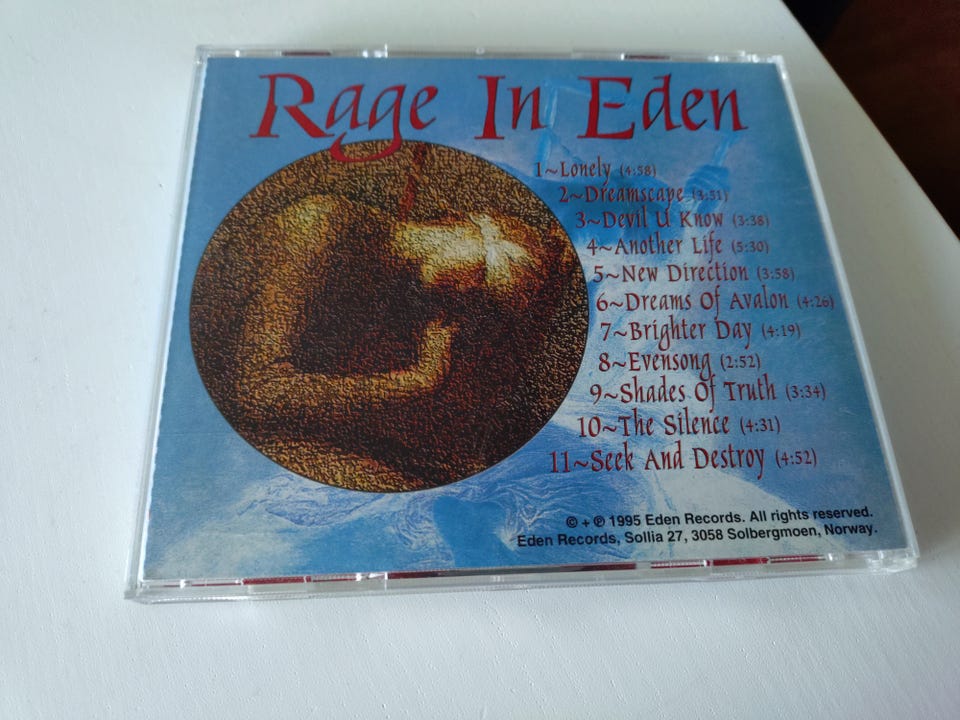 Rage In Eden
1~Lonely (4:58)
2~Dreamscape (3:51)
3~Devil U Know (3:38)
4~Another Life (5:30)
5~New Direction (3:58)
6~Dreams Of Avalon (4:26)
7~Brighter Day (4:19)
8~Evensong (2:52)
9~Shades Of Truth (3:34)
10~The Silence (4:31)
11~Seek And Destroy (4:52)
© + ℗ 1995 Eden Records. All rights reserved.
Eden Records, Sollia 27, 3058 Solbergmoen, Norway.